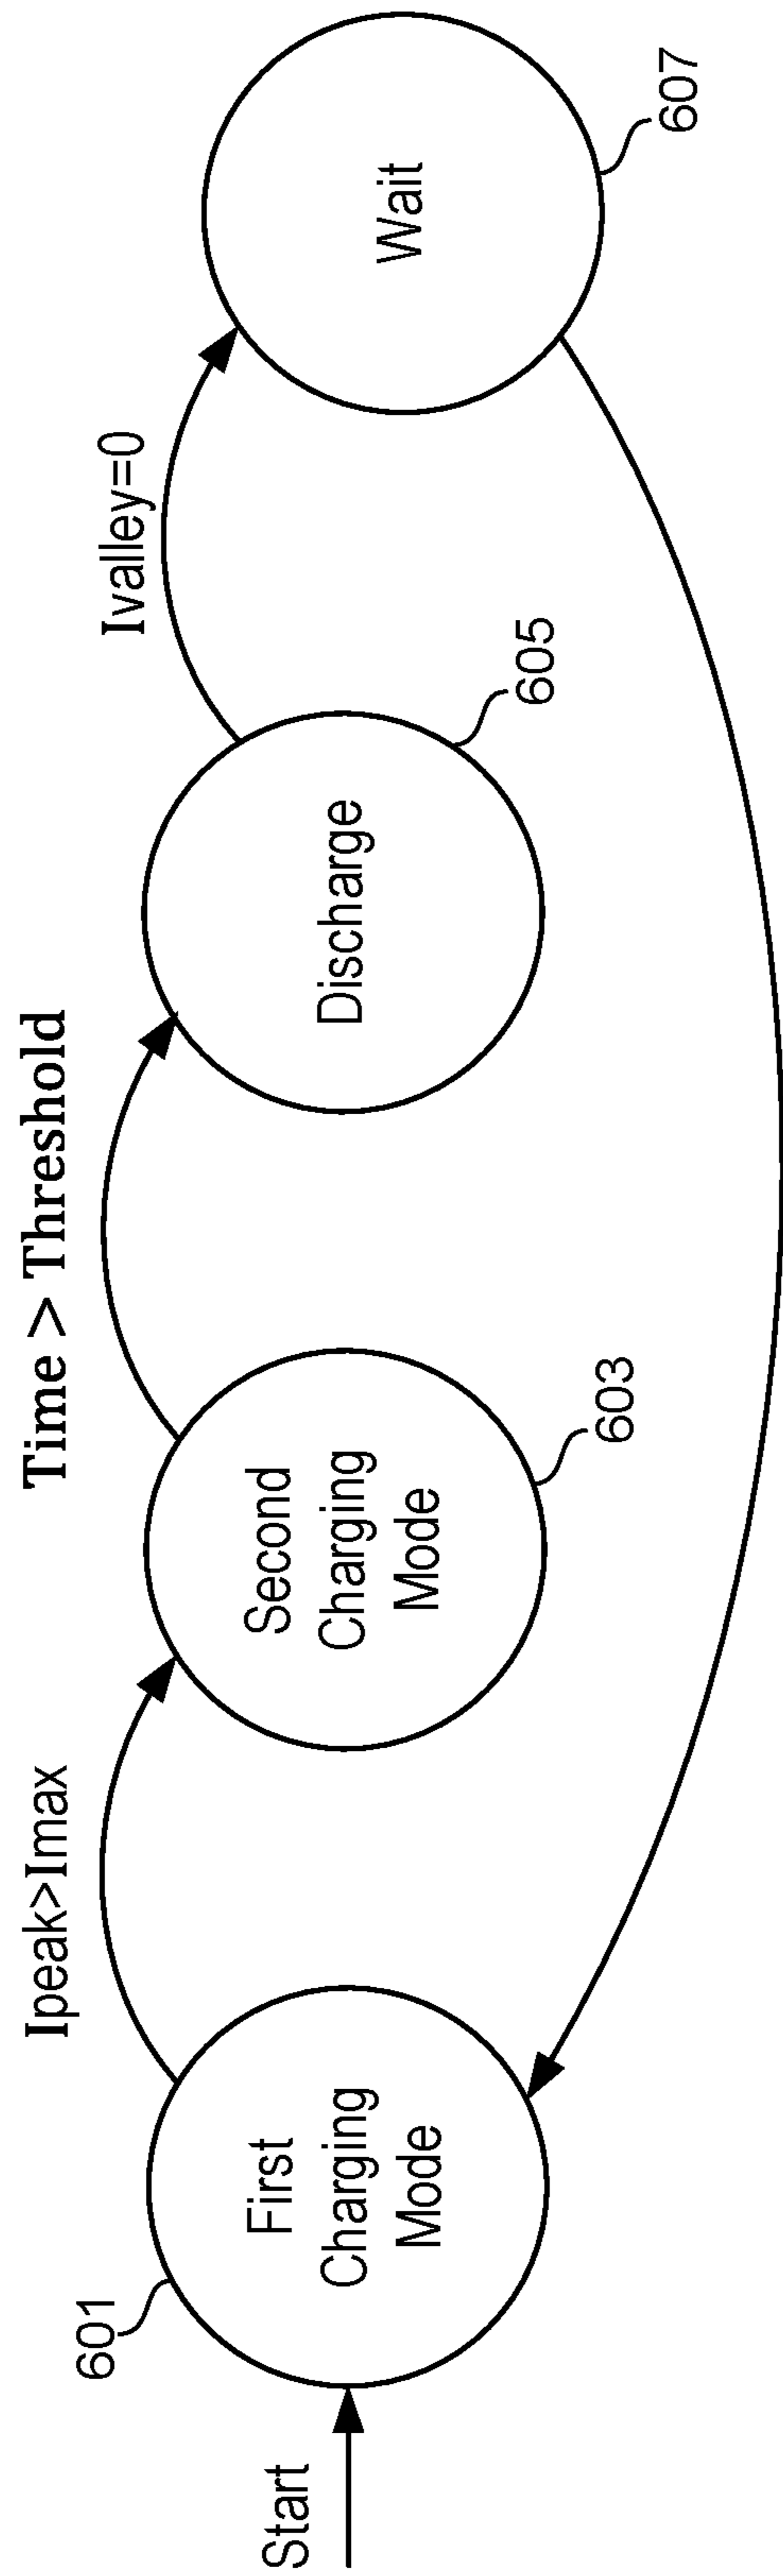 Start
601
First
Charging
Mode
Ipeak>Imax
Second
Charging
Mode
603
Time > Threshold
Discharge
605
Ivalley=0
Wait
607